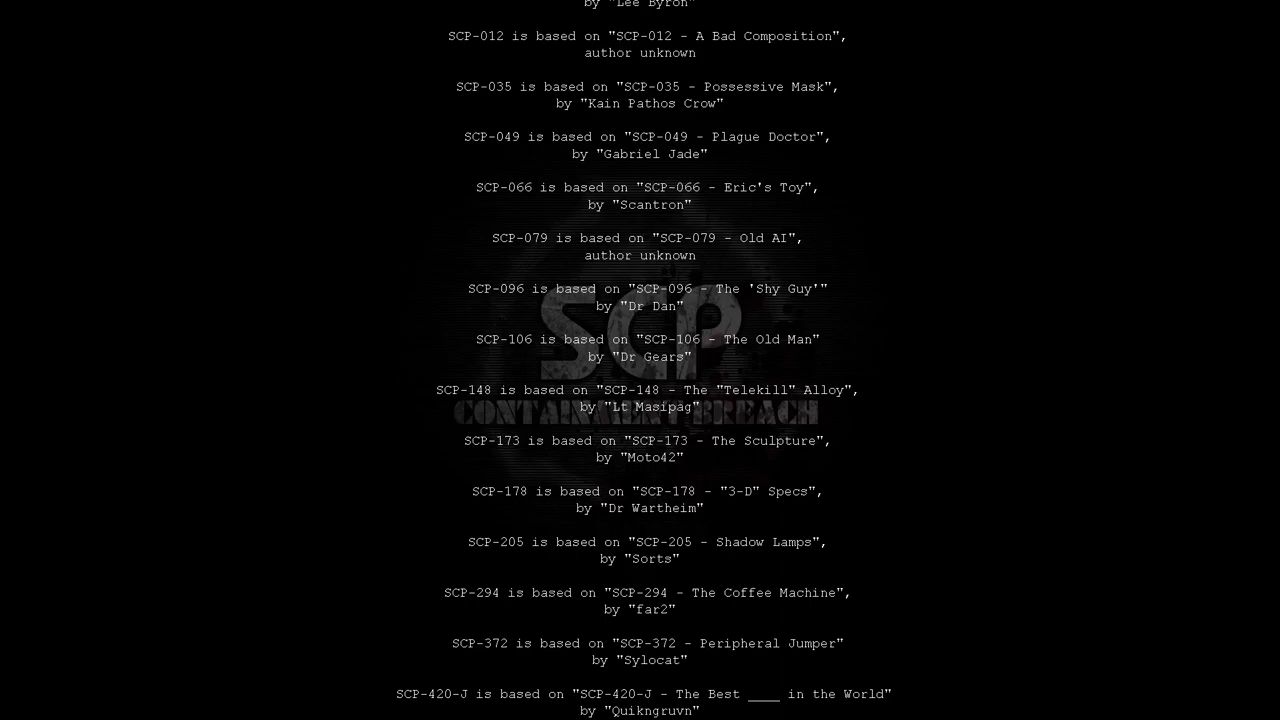 by "Lee Byron"
SCP-012 is based on "SCP-012 - A Bad Composition",
author unknown
SCP-035 is based on "SCP-035 - Possessive Mask",
by "Kain Pathos Crow"
SCP-049 is based on "SCP-049 - Plague Doctor",
by "Gabriel Jade"
SCP-066 is based on "SCP-066 - Eric's Toy",
by "Scantron"
SCP-079 is based on "SCP-079 - Old AI",
author unknown
SCP-096 is based on "SCP-096 - The 'Shy Guy'"
by "Dr Dan"
SCP
SCP-106 is based on "SCP-106 - The Old Man"
by "Dr Gears"
SCP-148 is based on "SCP-148 - The "Telekill" Alloy",
by "Lt Masipag"
CONTAINMENT BREACH
SCP-173 is based on "SCP-173 - The Sculpture",
by "Moto42"
SCP-178 is based on "SCP-178 - "3-D" Specs",
by "Dr Wartheim"
SCP-205 is based on "SCP-205 - Shadow Lamps",
by "Sorts"
SCP-294 is based on "SCP-294 - The Coffee Machine",
by "far2"
SCP-372 is based on "SCP-372 - Peripheral Jumper"
by "Sylocat"
SCP-420-J is based on "SCP-420-J - The Best ____ in the World"
by "Quikngruvn"